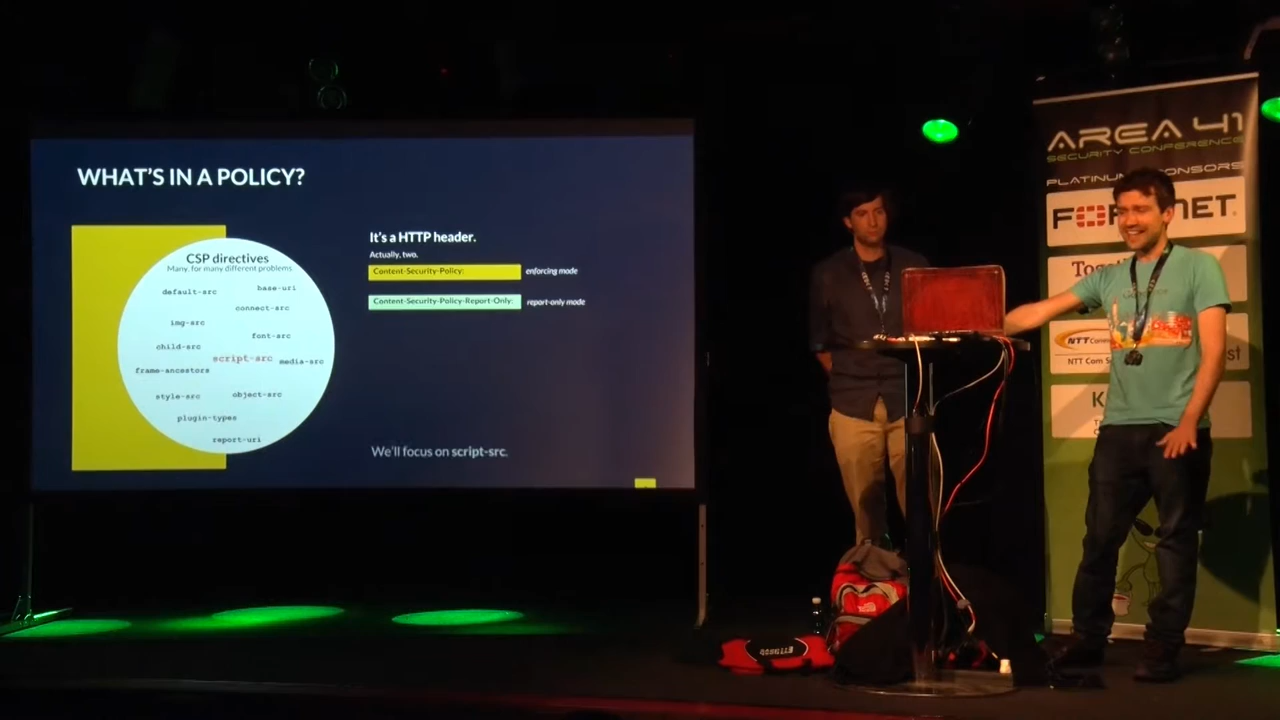 WHAT'S IN A POLICY?
CSP directives
Many, for many different problems
default-src
base-uri
connect-src
img-src
font-src
child-src
script-src
media-src
frame-ancestors
style-src
object-src
plugin-types
report-uri
It's a HTTP header.
Actually, two.
Content-Security-Policy: enforcing mode
Content-Security-Policy-Report-Only: report-only mode
We'll focus on script-src.
AREA 41
SECURITY CONFERENCE
PLATINUM SPONSORS
NTT
NTT Com